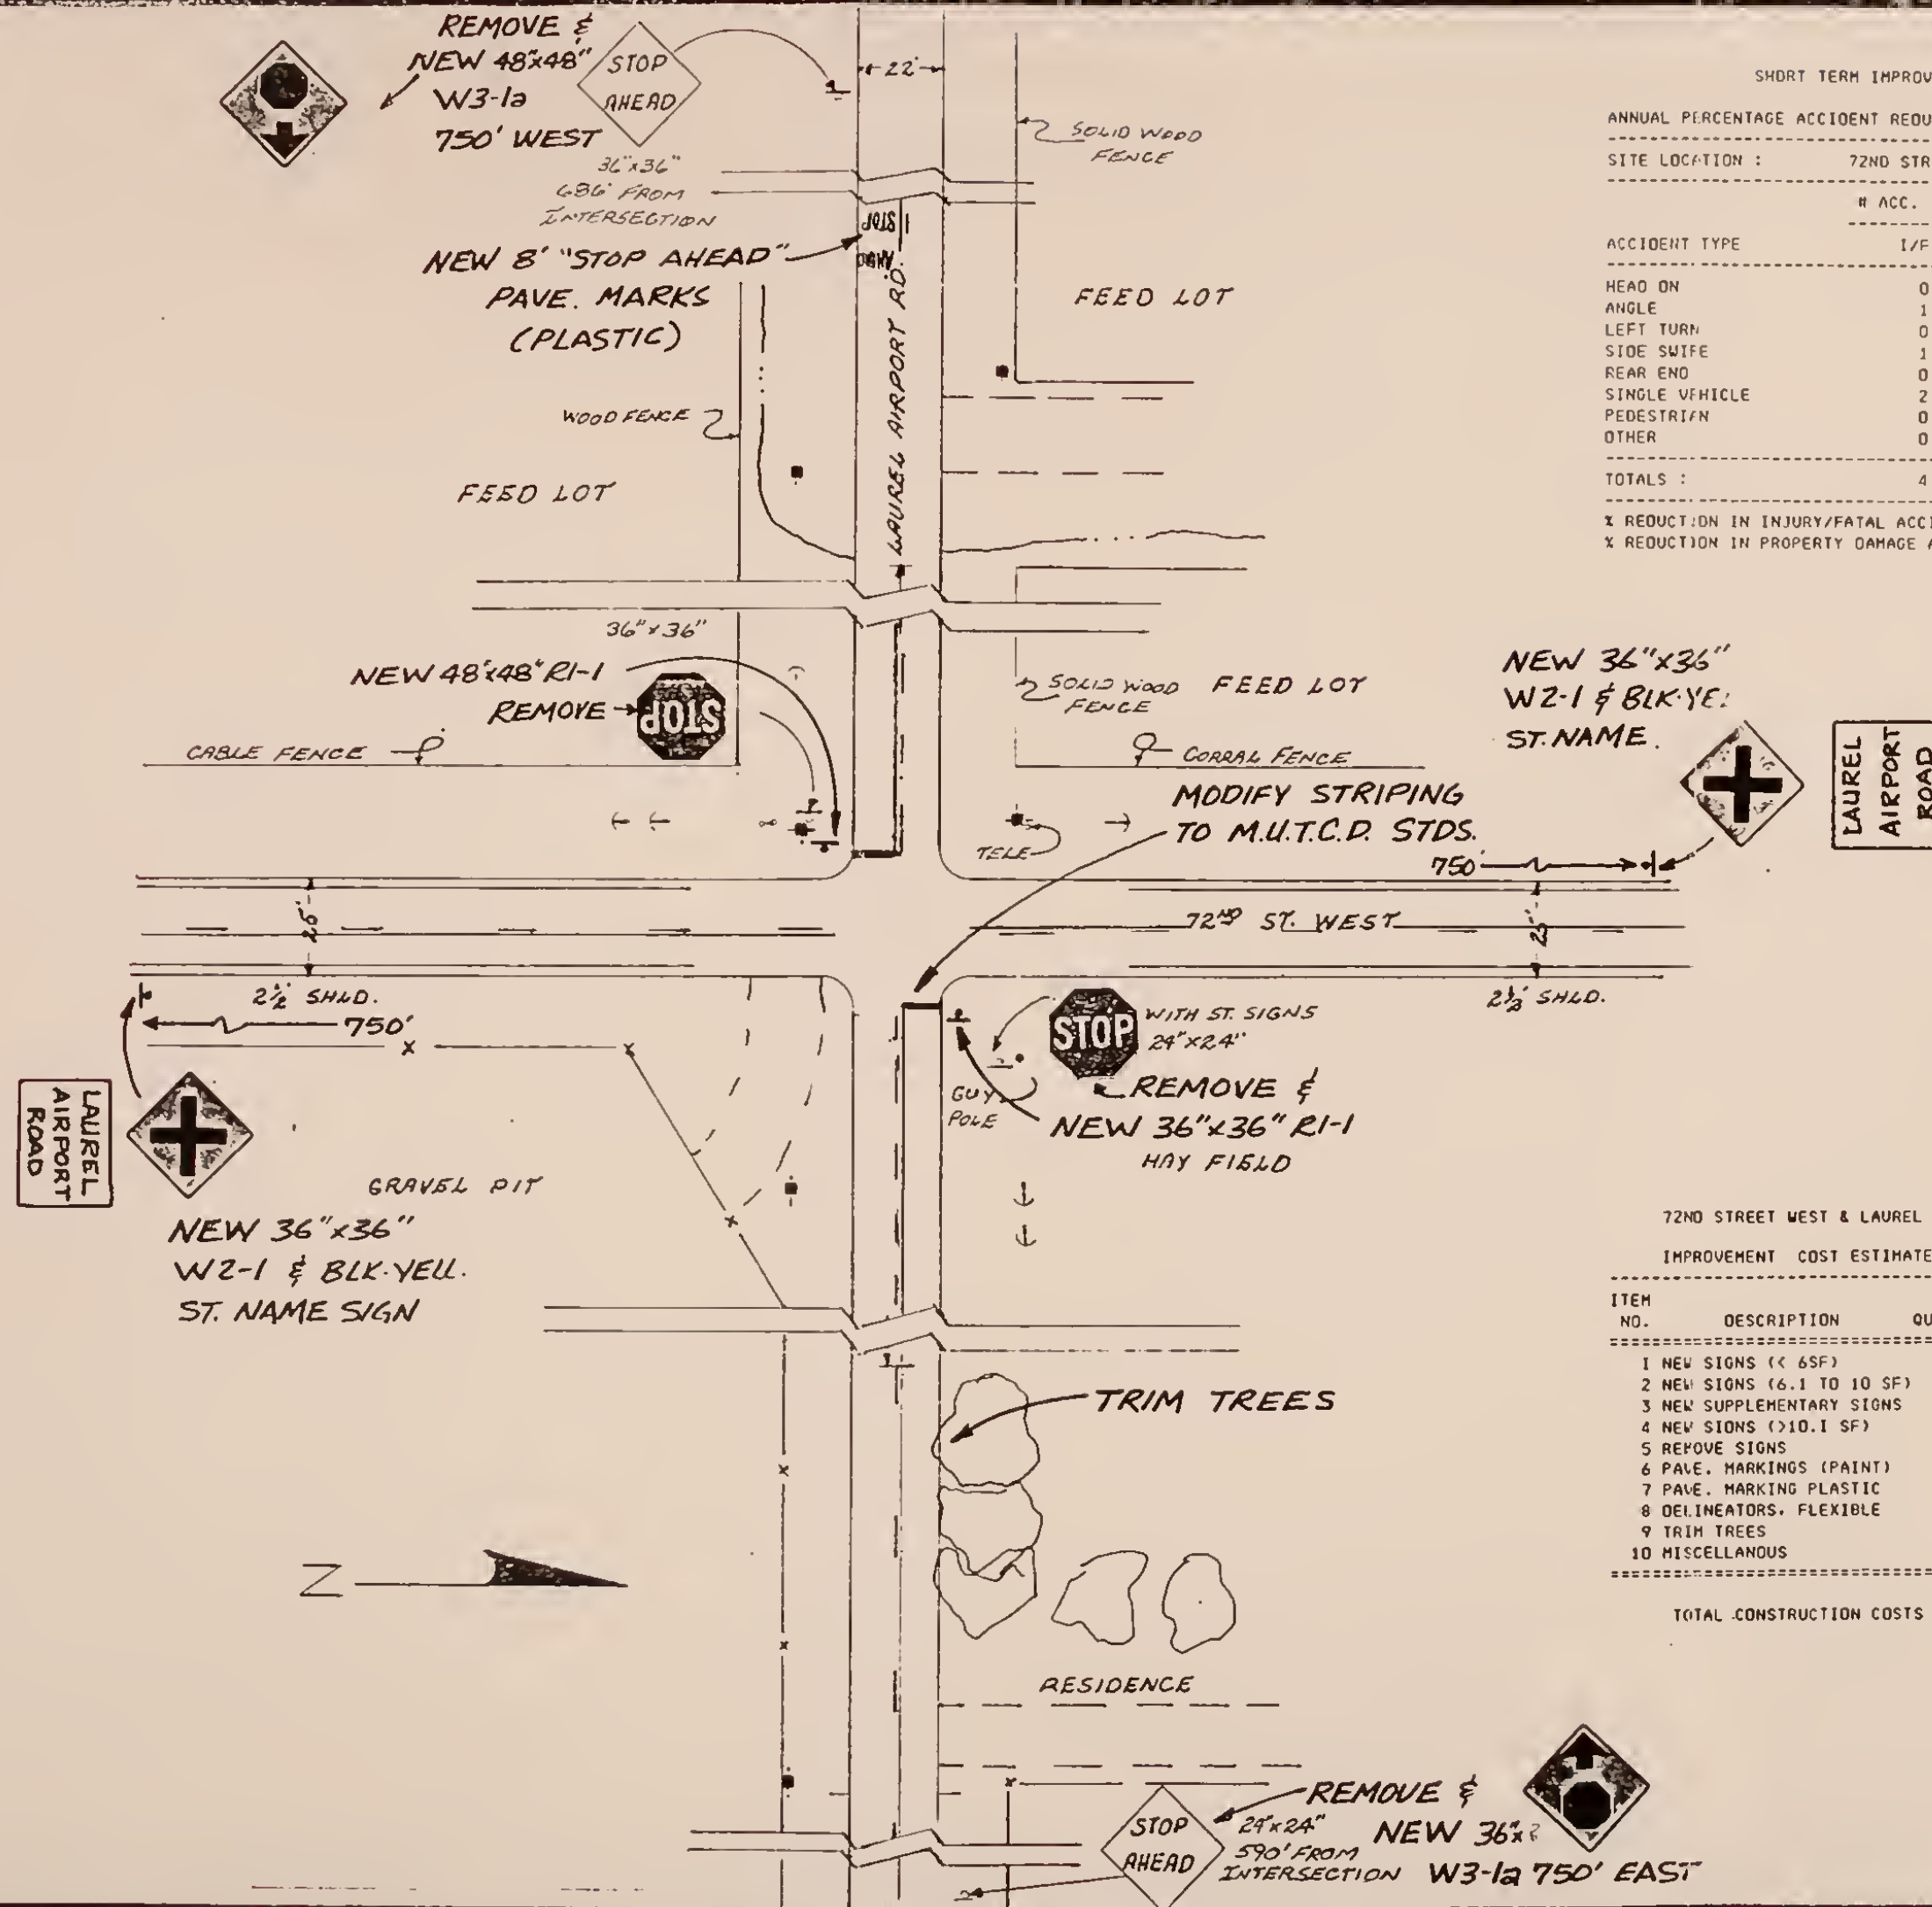 REMOVE &
NEW 48"x48"
W3-1a
750' WEST
STOP
AHEAD
36"x36"
686' FROM
INTERSECTION
22'
SOLID WOOD
FENCE
STOP
AHEAD
NEW 8' "STOP AHEAD"
PAVE. MARKS
(PLASTIC)
LAUREL AIRPORT RD.
FEED LOT
WOOD FENCE
FEED LOT
36"x36"
NEW 48"x48" R1-1
REMOVE
STOP
CABLE FENCE
SOLID WOOD
FENCE
FEED LOT
CORRAL FENCE
TELE
MODIFY STRIPING
TO M.U.T.C.D. STDS.
750'
NEW 36"x36"
W2-1 & BLK-YE
ST. NAME
LAUREL
AIRPORT
ROAD
72ND ST. WEST
25'
2½' SHLD.
750'
25'
2½' SHLD.
STOP
WITH ST. SIGNS
24"x24"
REMOVE &
NEW 36"x36" R1-1
GUY
POLE
HAY FIELD
LAUREL
AIRPORT
ROAD
GRAVEL PIT
NEW 36"x36"
W2-1 & BLK-YELL.
ST. NAME SIGN
TRIM TREES
N
RESIDENCE
STOP
AHEAD
24"x24"
590' FROM
INTERSECTION
REMOVE &
NEW 36"x
W3-1a 750' EAST
SHORT TERM IMPROV
ANNUAL PERCENTAGE ACCIDENT REDU
SITE LOCATION : 72ND STR
# ACC.
ACCIDENT TYPE I/F
HEAD ON 0
ANGLE 1
LEFT TURN 0
SIDE SWIPE 1
REAR END 0
SINGLE VEHICLE 2
PEDESTRIAN 0
OTHER 0
TOTALS : 4
% REDUCTION IN INJURY/FATAL ACCI
% REDUCTION IN PROPERTY DAMAGE A
72ND STREET WEST & LAUREL
IMPROVEMENT COST ESTIMATE
ITEM
NO. DESCRIPTION QU
1 NEW SIGNS (< 6SF)
2 NEW SIGNS (6.1 TO 10 SF)
3 NEW SUPPLEMENTARY SIGNS
4 NEW SIGNS (>10.1 SF)
5 REMOVE SIGNS
6 PAVE. MARKINGS (PAINT)
7 PAVE. MARKING PLASTIC
8 DELINEATORS, FLEXIBLE
9 TRIM TREES
10 MISCELLANOUS
TOTAL CONSTRUCTION COSTS